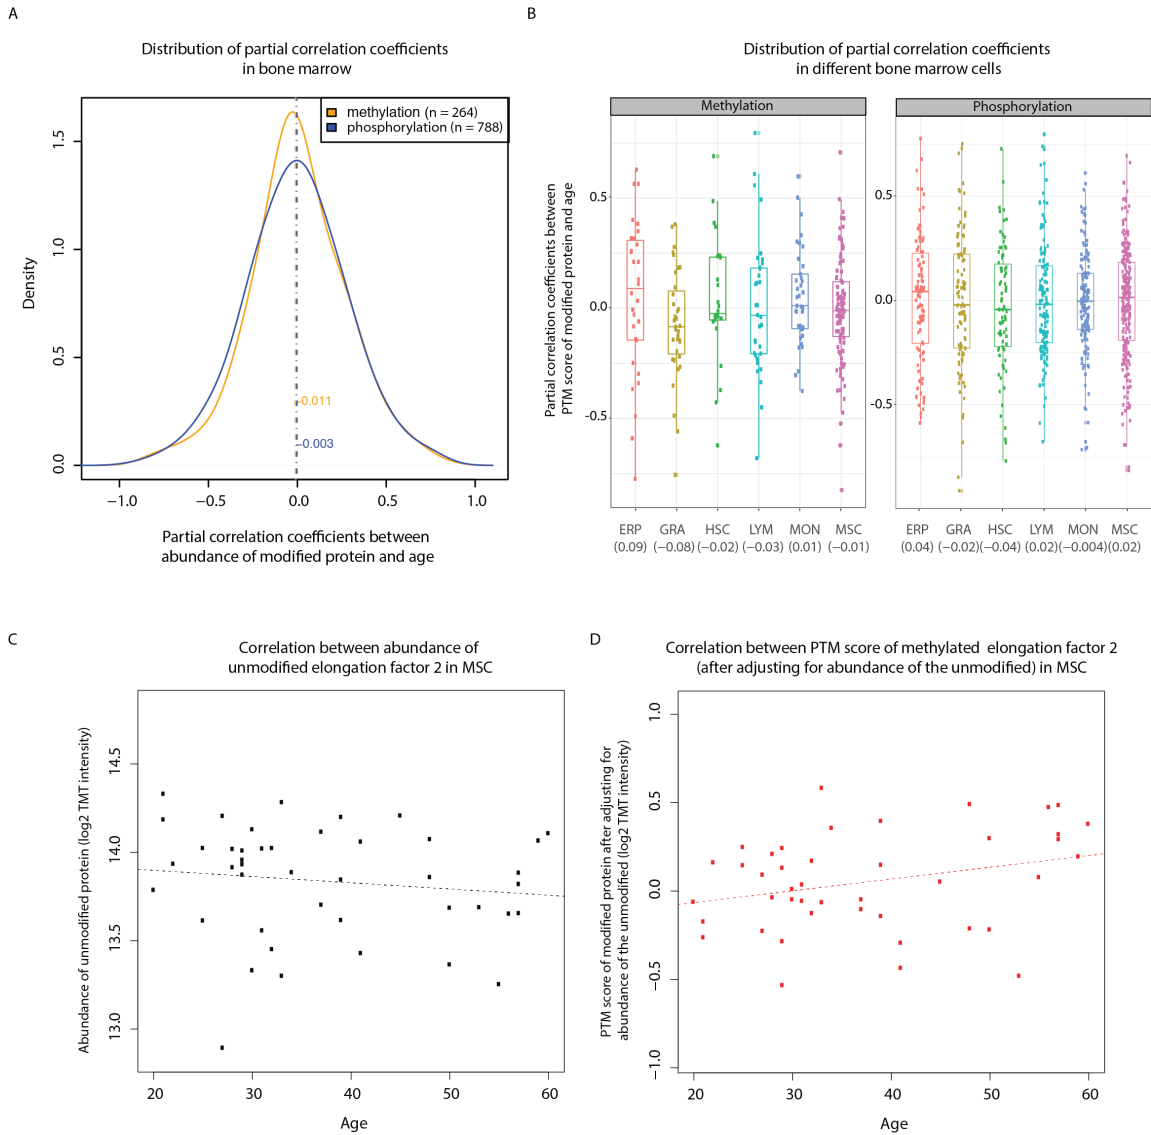 A
Distribution of partial correlation coefficients
in bone marrow
methylation (n = 264)
phosphorylation (n = 788)
Density
0.0
0.5
1.0
1.5
−0.011
−0.003
−1.0
−0.5
0.0
0.5
1.0
Partial correlation coefficients between
abundance of modified protein and age
B
Distribution of partial correlation coefficients
in different bone marrow cells
Methylation
Phosphorylation
Partial correlation coefficients between
PTM score of modified protein and age
0.5
0.0
-0.5
0.5
0.0
-0.5
ERP GRA HSC LYM MON MSC
(0.09) (−0.08) (−0.02) (−0.03) (0.01) (−0.01)
ERP GRA HSC LYM MON MSC
(0.04) (−0.02)(−0.04) (0.02) (−0.004)(0.02)
C
Correlation between abundance of
unmodified elongation factor 2 in MSC
Abundance of unmodified protein (log2 TMT intensity)
13.0
13.5
14.0
14.5
20
30
40
50
60
Age
D
Correlation between PTM score of methylated elongation factor 2
(after adjusting for abundance of the unmodified) in MSC
PTM score of modified protein after adjusting for
abundance of the unmodified (log2 TMT intensity)
−1.0
−0.5
0.0
0.5
1.0
20
30
40
50
60
Age